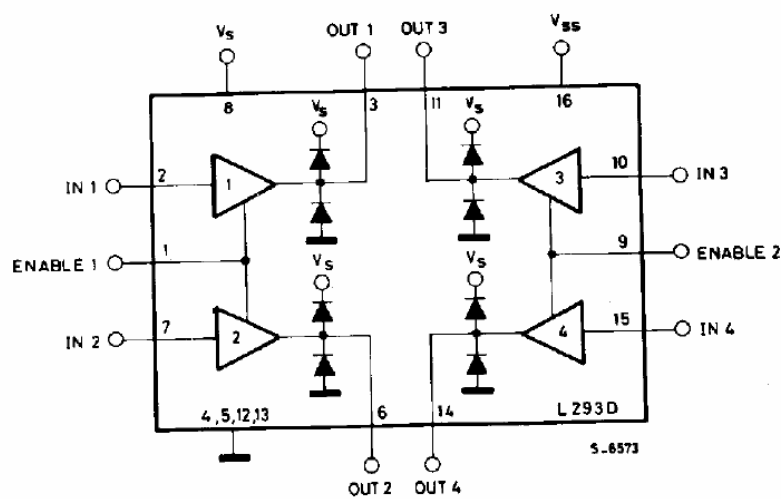 OUT 1 OUT 3
Vs Vss
8 3 11 16
Vs Vs
2 10
IN 1 1 3 IN 3
1 9
ENABLE 1 ENABLE 2
Vs Vs
7 15
IN 2 2 4 IN 4
4,5,12,13 6 14 L293D
S-6573
OUT 2 OUT 4